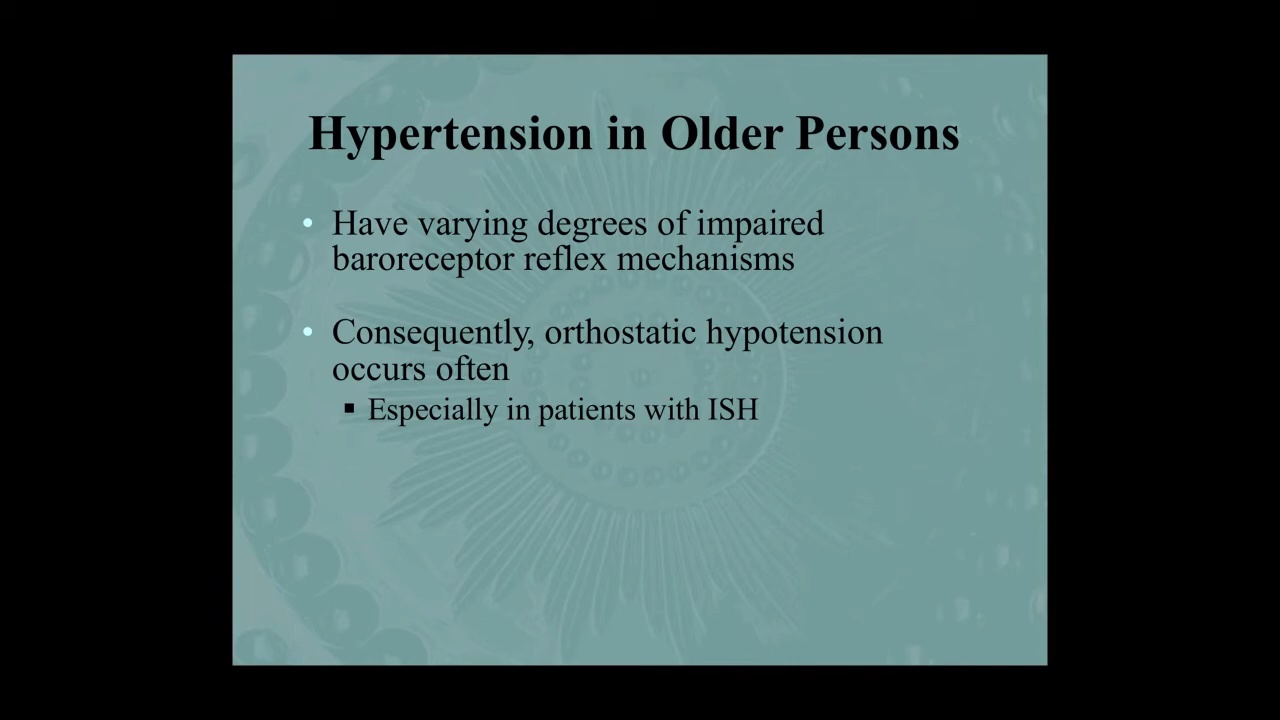 Hypertension in Older Persons
• Have varying degrees of impaired
baroreceptor reflex mechanisms
• Consequently, orthostatic hypotension
occurs often
▪ Especially in patients with ISH